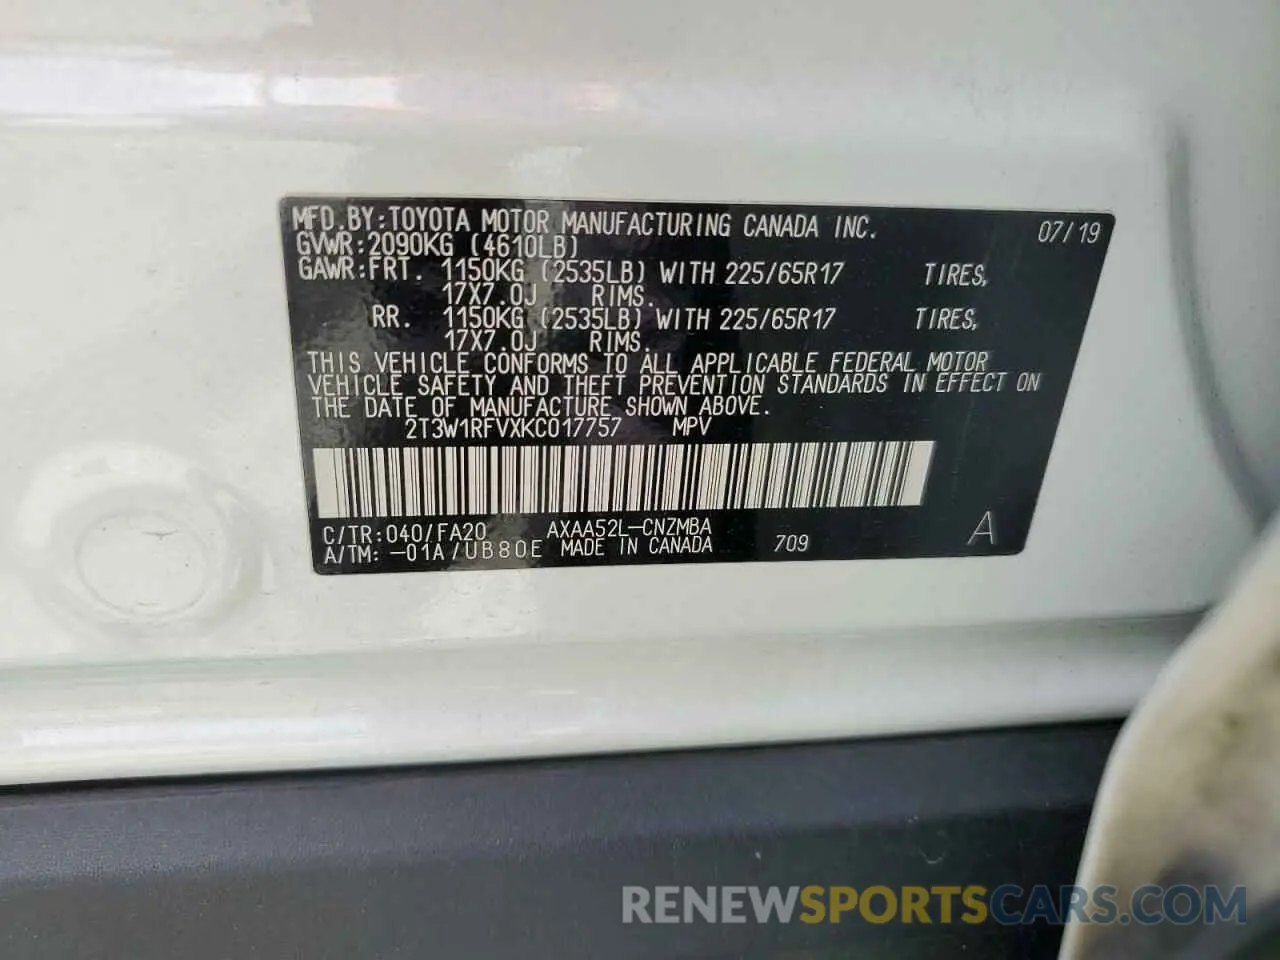 MFD.BY:TOYOTA MOTOR MANUFACTURING CANADA INC. 07/19
GVWR:2090KG (4610LB)
GAWR:FRT. 1150KG (2535LB) WITH 225/65R17 TIRES,
17X7.0J RIMS.
RR. 1150KG (2535LB) WITH 225/65R17 TIRES,
17X7.0J RIMS.
THIS VEHICLE CONFORMS TO ALL APPLICABLE FEDERAL MOTOR
VEHICLE SAFETY AND THEFT PREVENTION STANDARDS IN EFFECT ON
THE DATE OF MANUFACTURE SHOWN ABOVE.
2T3W1RFVXKC017757 MPV
C/TR:040/FA20 AXAA52L-CNZMBA A
A/TM:-01A/UB80E MADE IN CANADA 709
RENEWSPORTSCARS.COM